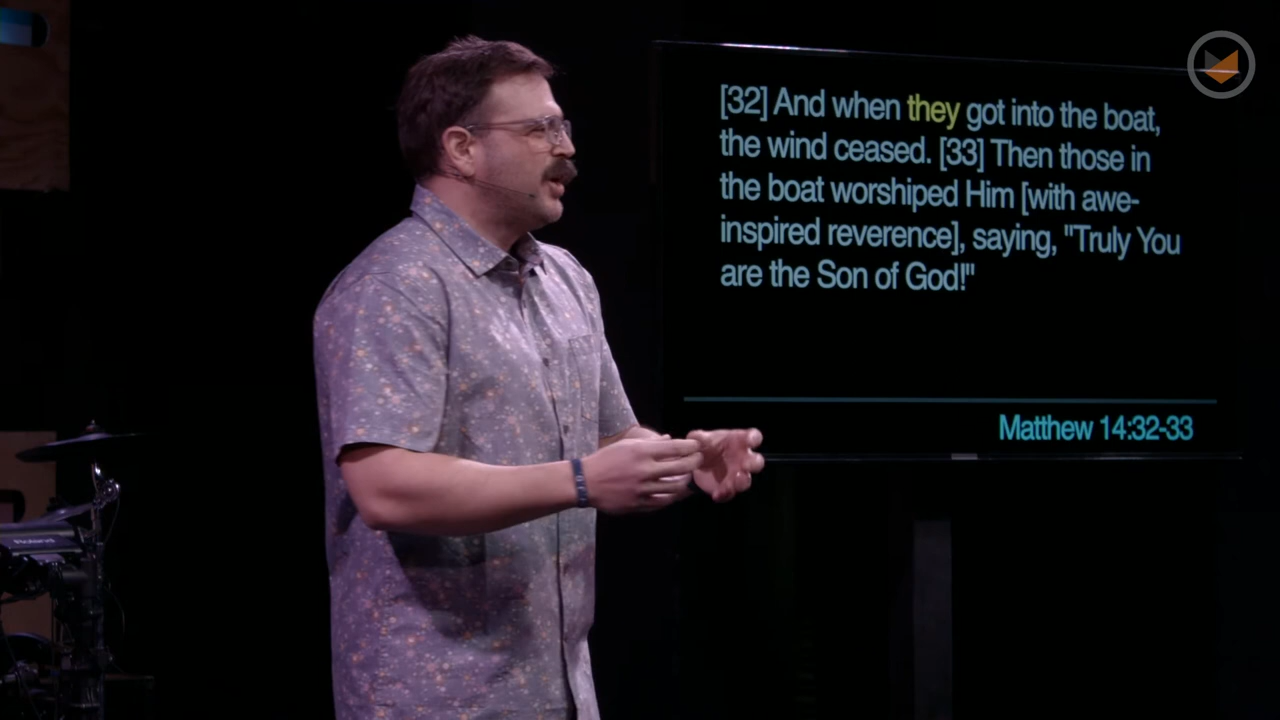 [32] And when they got into the boat,
the wind ceased. [33] Then those in
the boat worshiped Him [with awe-
inspired reverence], saying, "Truly You
are the Son of God!"
Matthew 14:32-33
Roland